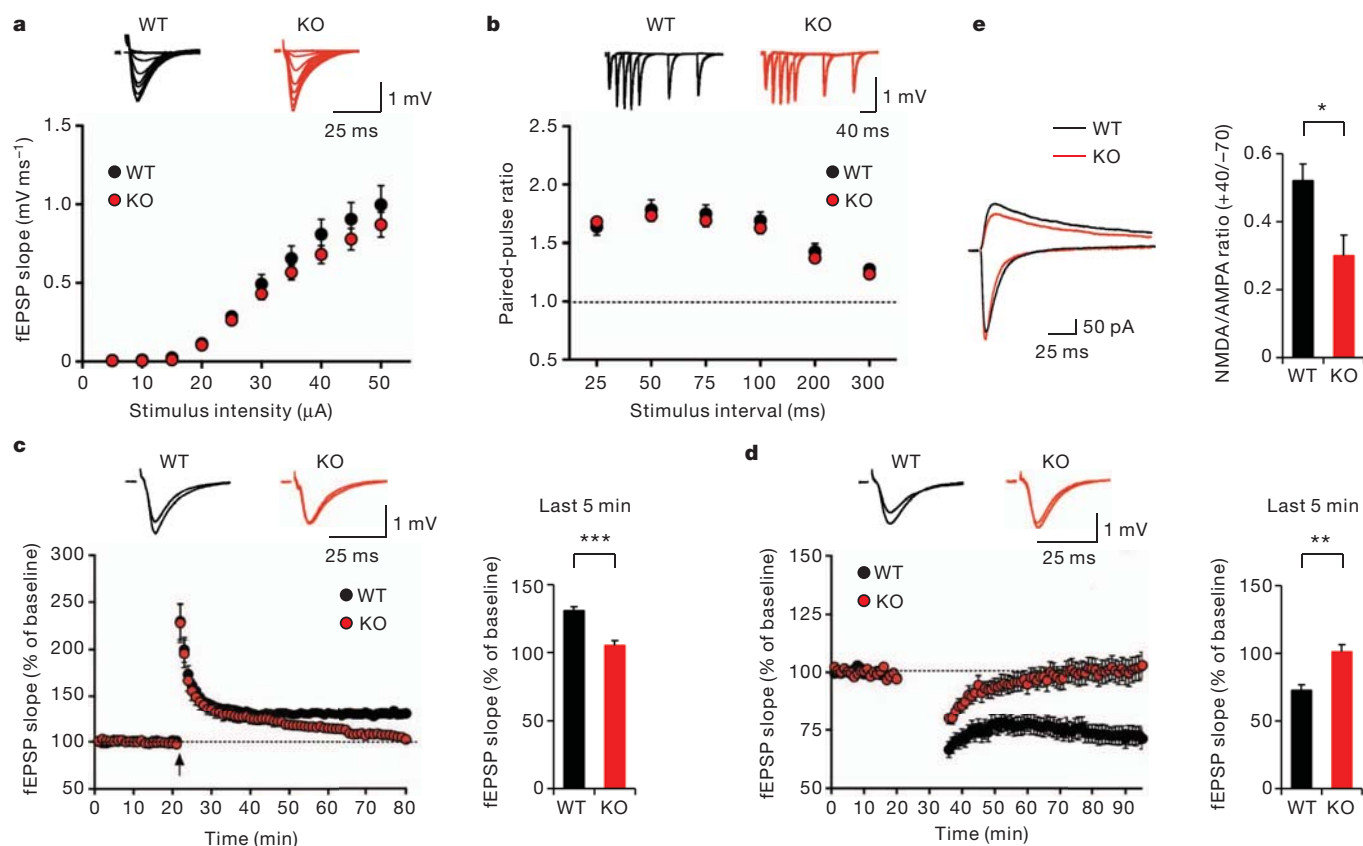 a
WT KO
1 mV
25 ms
fEPSP slope (mV ms⁻¹)
1.5
1.0
0.5
0
WT
KO
0 10 20 30 40 50
Stimulus intensity (μA)
b
WT KO
1 mV
40 ms
Paired-pulse ratio
2.5
2.0
1.5
1.0
0.5
WT
KO
25 50 75 100 200 300
Stimulus interval (ms)
e
WT
KO
50 pA
25 ms
*
NMDA/AMPA ratio (+40/−70)
0.6
0.4
0.2
0
WT KO
c
WT KO
1 mV
25 ms
fEPSP slope (% of baseline)
300
250
200
150
100
50
WT
KO
0 10 20 30 40 50 60 70 80
Time (min)
Last 5 min
***
fEPSP slope (% of baseline)
150
100
50
0
WT KO
d
WT KO
1 mV
25 ms
fEPSP slope (% of baseline)
150
125
100
75
50
WT
KO
0 10 20 30 40 50 60 70 80 90
Time (min)
Last 5 min
**
fEPSP slope (% of baseline)
150
100
50
0
WT KO